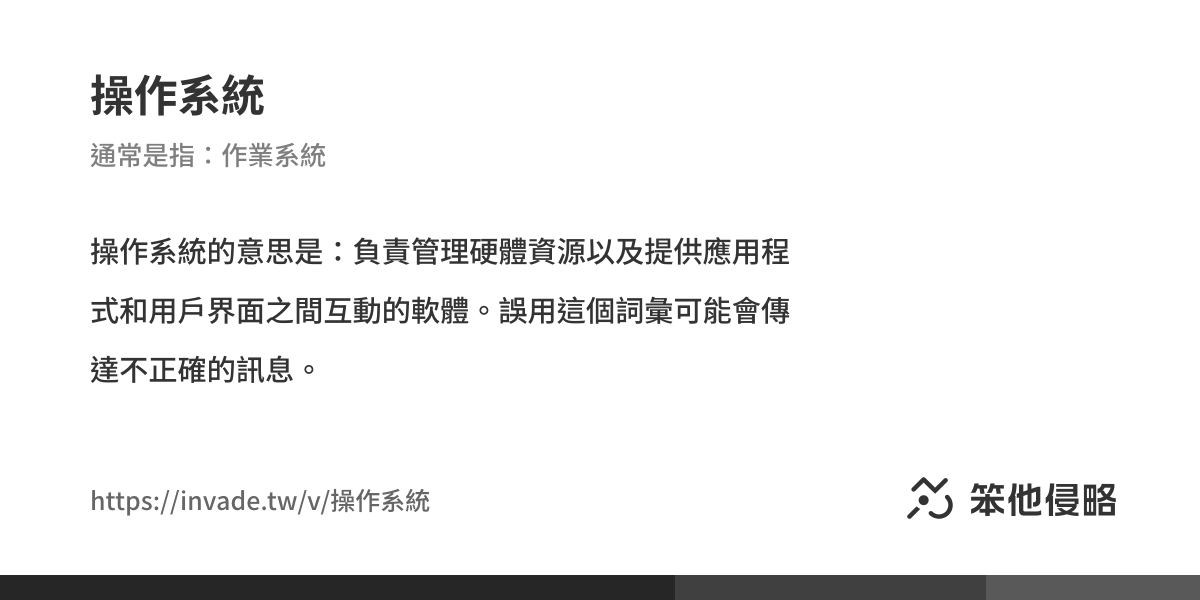 操作系統
通常是指：作業系統
操作系統的意思是：負責管理硬體資源以及提供應用程
式和用戶界面之間互動的軟體。誤用這個詞彙可能會傳
達不正確的訊息。
https://invade.tw/v/操作系統
笨他侵略